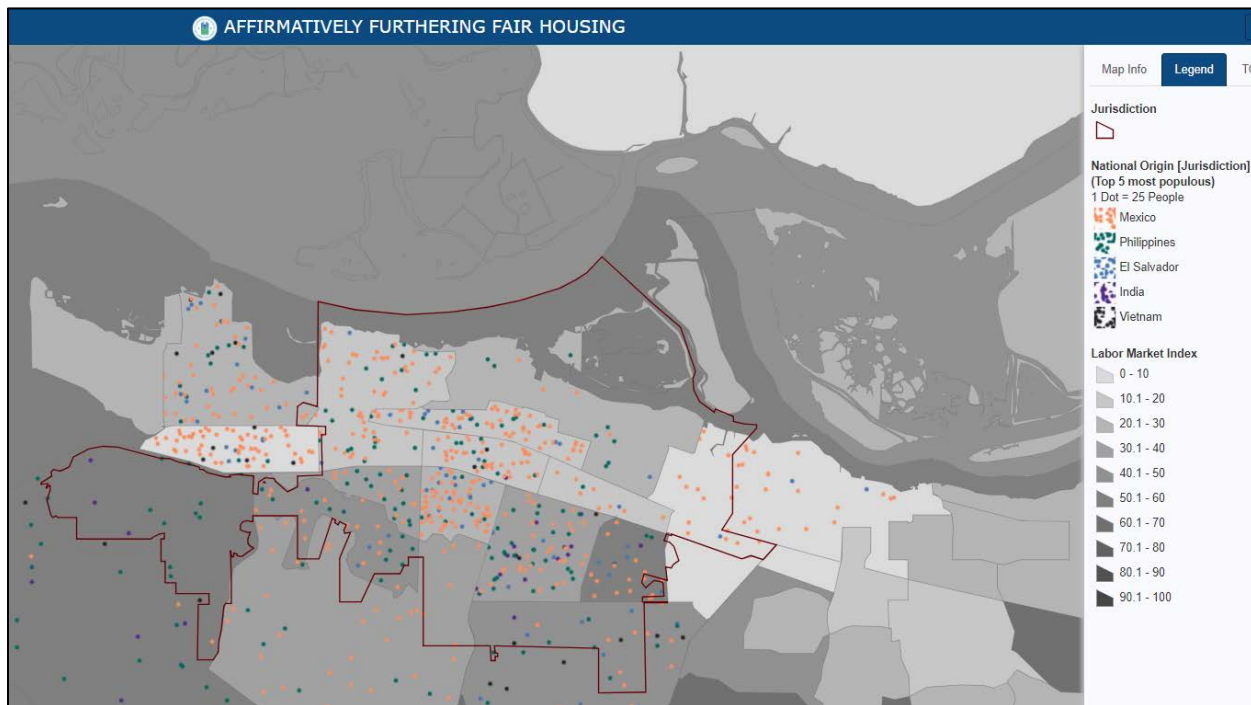 AFFIRMATIVELY FURTHERING FAIR HOUSING
Map Info Legend
Jurisdiction
National Origin [Jurisdiction]
(Top 5 most populous)
1 Dot = 25 People
Mexico
Philippines
El Salvador
India
Vietnam
Labor Market Index
0 - 10
10.1 - 20
20.1 - 30
30.1 - 40
40.1 - 50
50.1 - 60
60.1 - 70
70.1 - 80
80.1 - 90
90.1 - 100